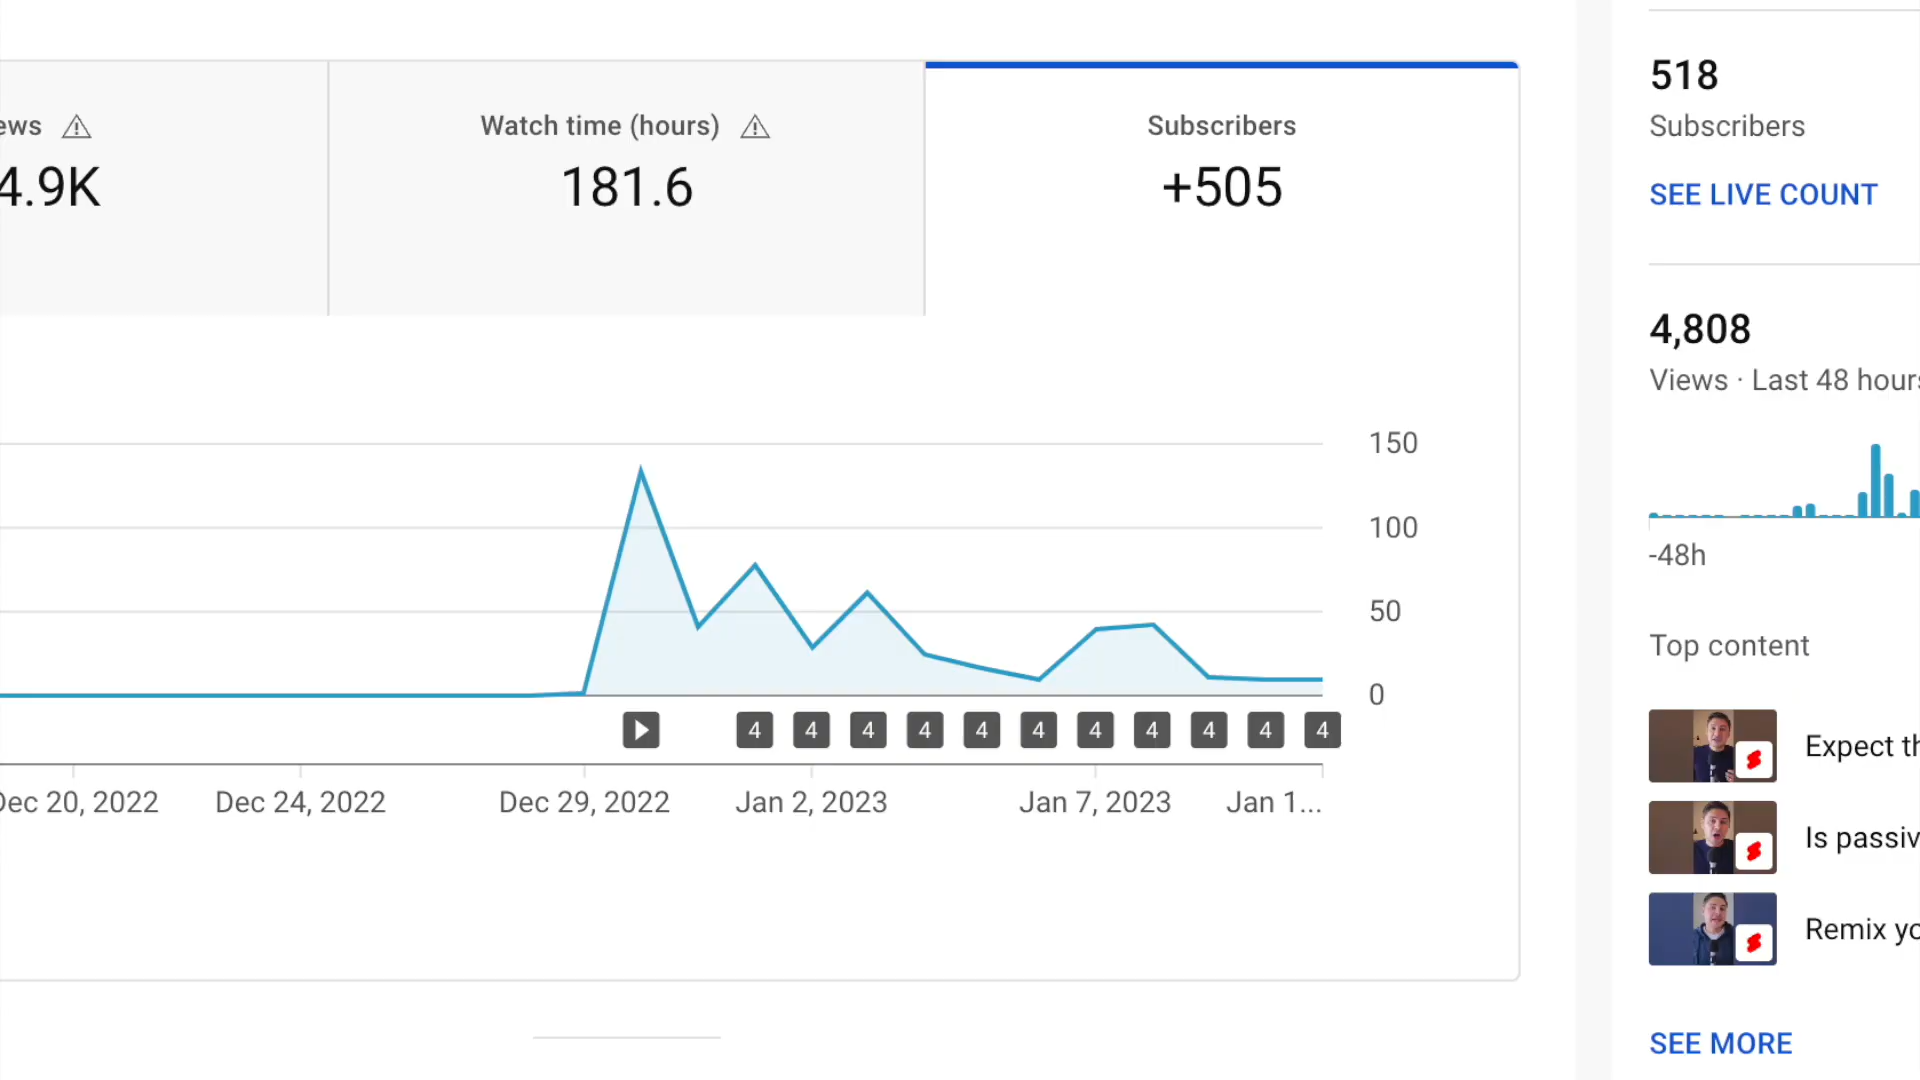 ews
4.9K
Watch time (hours)
181.6
Subscribers
+505
150
100
50
0
4 4 4 4 4 4 4 4 4 4 4
Dec 20, 2022 Dec 24, 2022 Dec 29, 2022 Jan 2, 2023 Jan 7, 2023 Jan 1...
518
Subscribers
SEE LIVE COUNT
4,808
Views · Last 48 hours
-48h
Top content
Expect th
Is passiv
Remix yo
SEE MORE